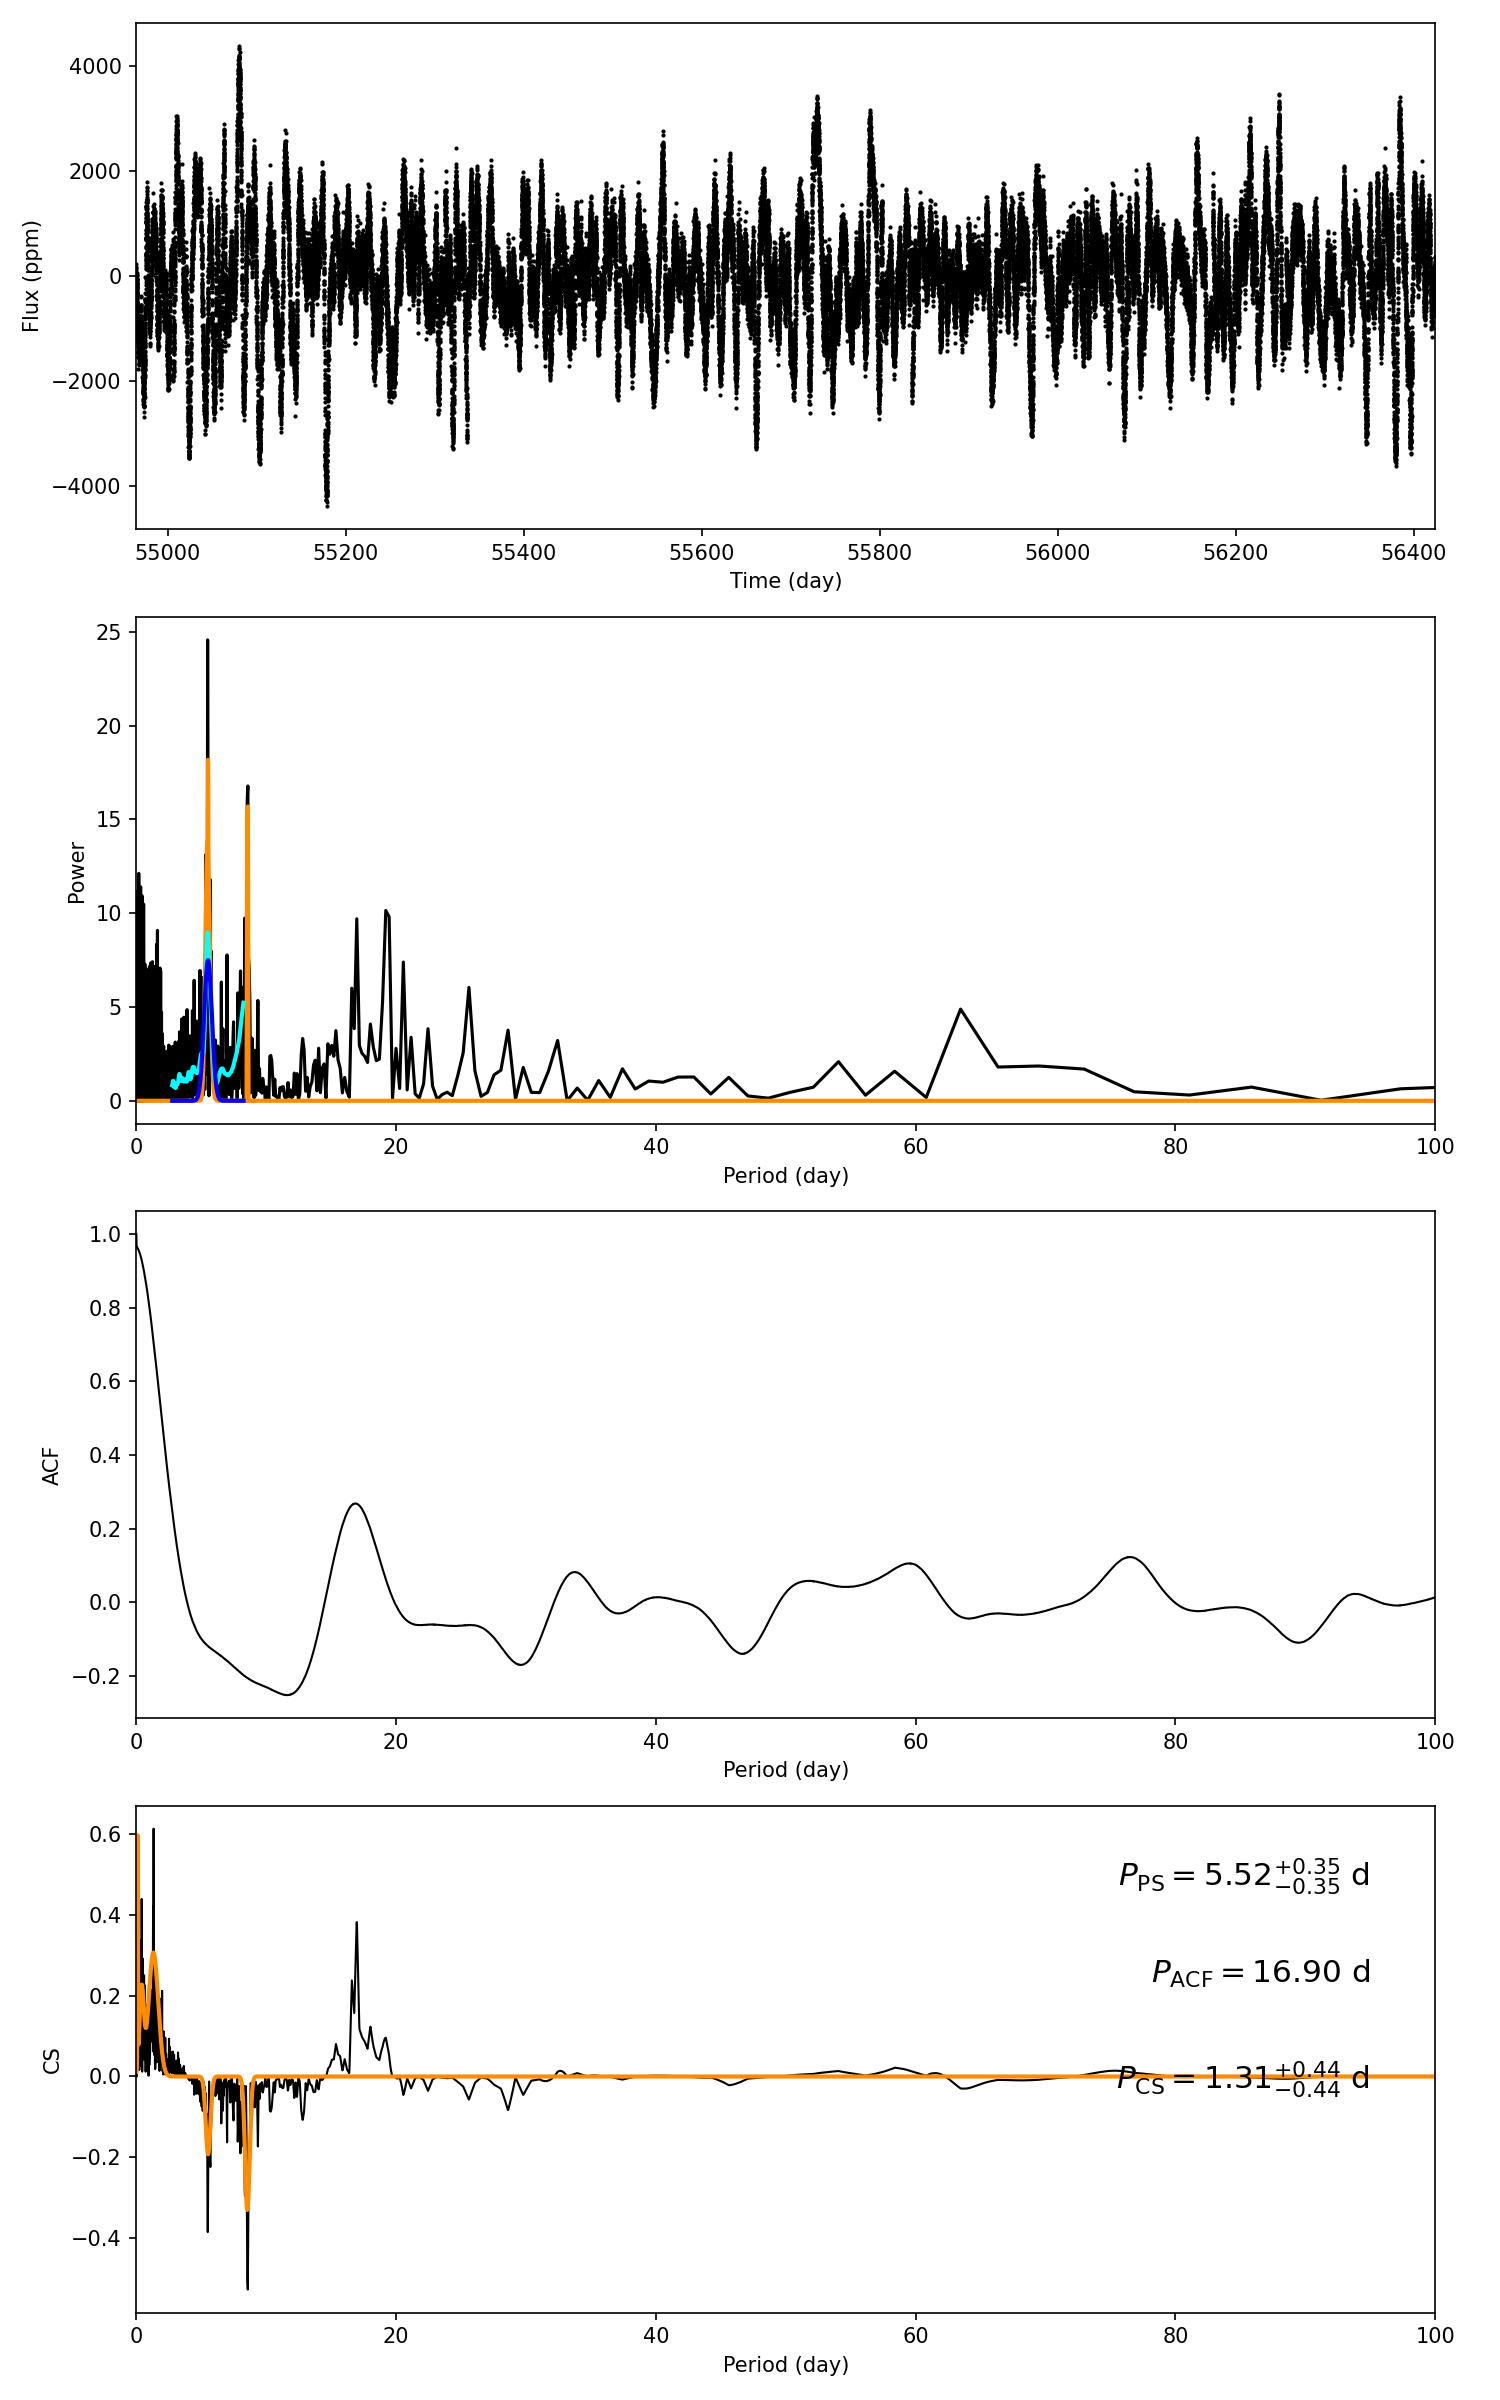 4000
2000
0
−2000
−4000
Flux (ppm)
55000 55200 55400 55600 55800 56000 56200 56400
Time (day)
25
20
15
10
5
0
Power
0 20 40 60 80 100
Period (day)
1.0
0.8
0.6
0.4
0.2
0.0
−0.2
ACF
0 20 40 60 80 100
Period (day)
0.6
0.4
0.2
0.0
−0.2
−0.4
CS
P_PS = 5.52^{+0.35}_{−0.35} d
P_ACF = 16.90 d
P_CS = 1.31^{+0.44}_{−0.44} d
0 20 40 60 80 100
Period (day)